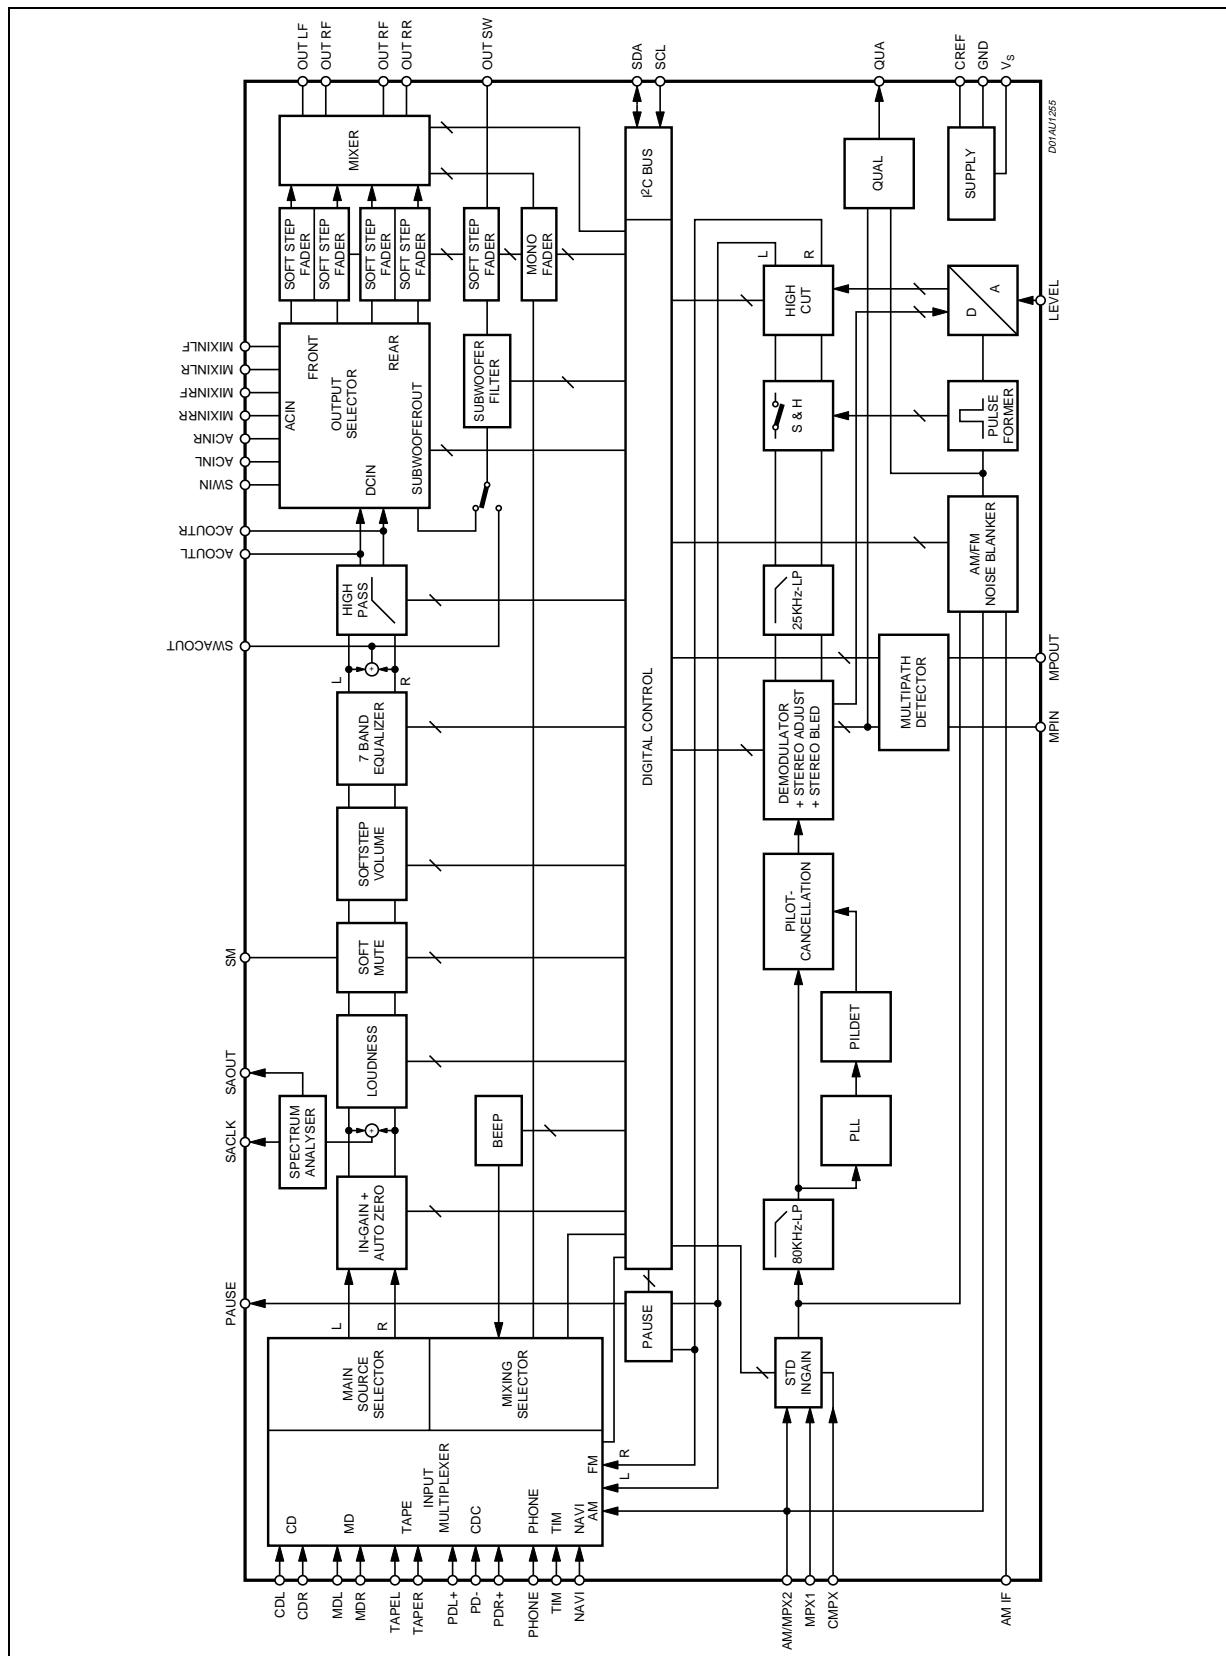 OUT LF
OUT RF
OUT RF
OUT RR
OUT SW
SDA
SCL
QUA
CREF
GND
VS
D01AU1255
MIXER
I2C BUS
QUAL
SUPPLY
SOFT STEP
FADER
SOFT STEP
FADER
SOFT STEP
FADER
SOFT STEP
FADER
SOFT STEP
FADER
MONO
FADER
L
R
HIGH
CUT
D
A
LEVEL
MIXINLF
MIXINLR
MIXINRF
MIXINRR
ACINR
ACINL
SWIN
ACOUTR
ACOUTL
SWACOUT
FRONT
REAR
ACIN
OUTPUT
SELECTOR
DCIN
SUBWOOFEROUT
SUBWOOFER
FILTER
S & H
PULSE
FORMER
HIGH
PASS
25KHz-LP
AM/FM
NOISE BLANKER
L
+
R
DIGITAL CONTROL
MPOUT
MPIN
7 BAND
EQUALIZER
DEMODULATOR
+ STEREO ADJUST
+ STEREO BLED
MULTIPATH
DETECTOR
SOFTSTEP
VOLUME
PILOT-
CANCELLATION
SM
SOFT
MUTE
PILDET
SAOUT
LOUDNESS
SACLK
SPECTRUM
ANALYSER
+
BEEP
PLL
IN-GAIN +
AUTO ZERO
80KHz-LP
PAUSE
L
R
PAUSE
MAIN
SOURCE
SELECTOR
MIXING
SELECTOR
STD
INGAIN
INPUT
MULTIPLEXER
FM
R
L
CD
MD
TAPE
CDC
PHONE
TIM
NAVI
AM
CDL
CDR
MDL
MDR
TAPEL
TAPER
PDL+
PD-
PDR+
PHONE
TIM
NAVI
AM/MPX2
MPX1
CMPX
AM IF